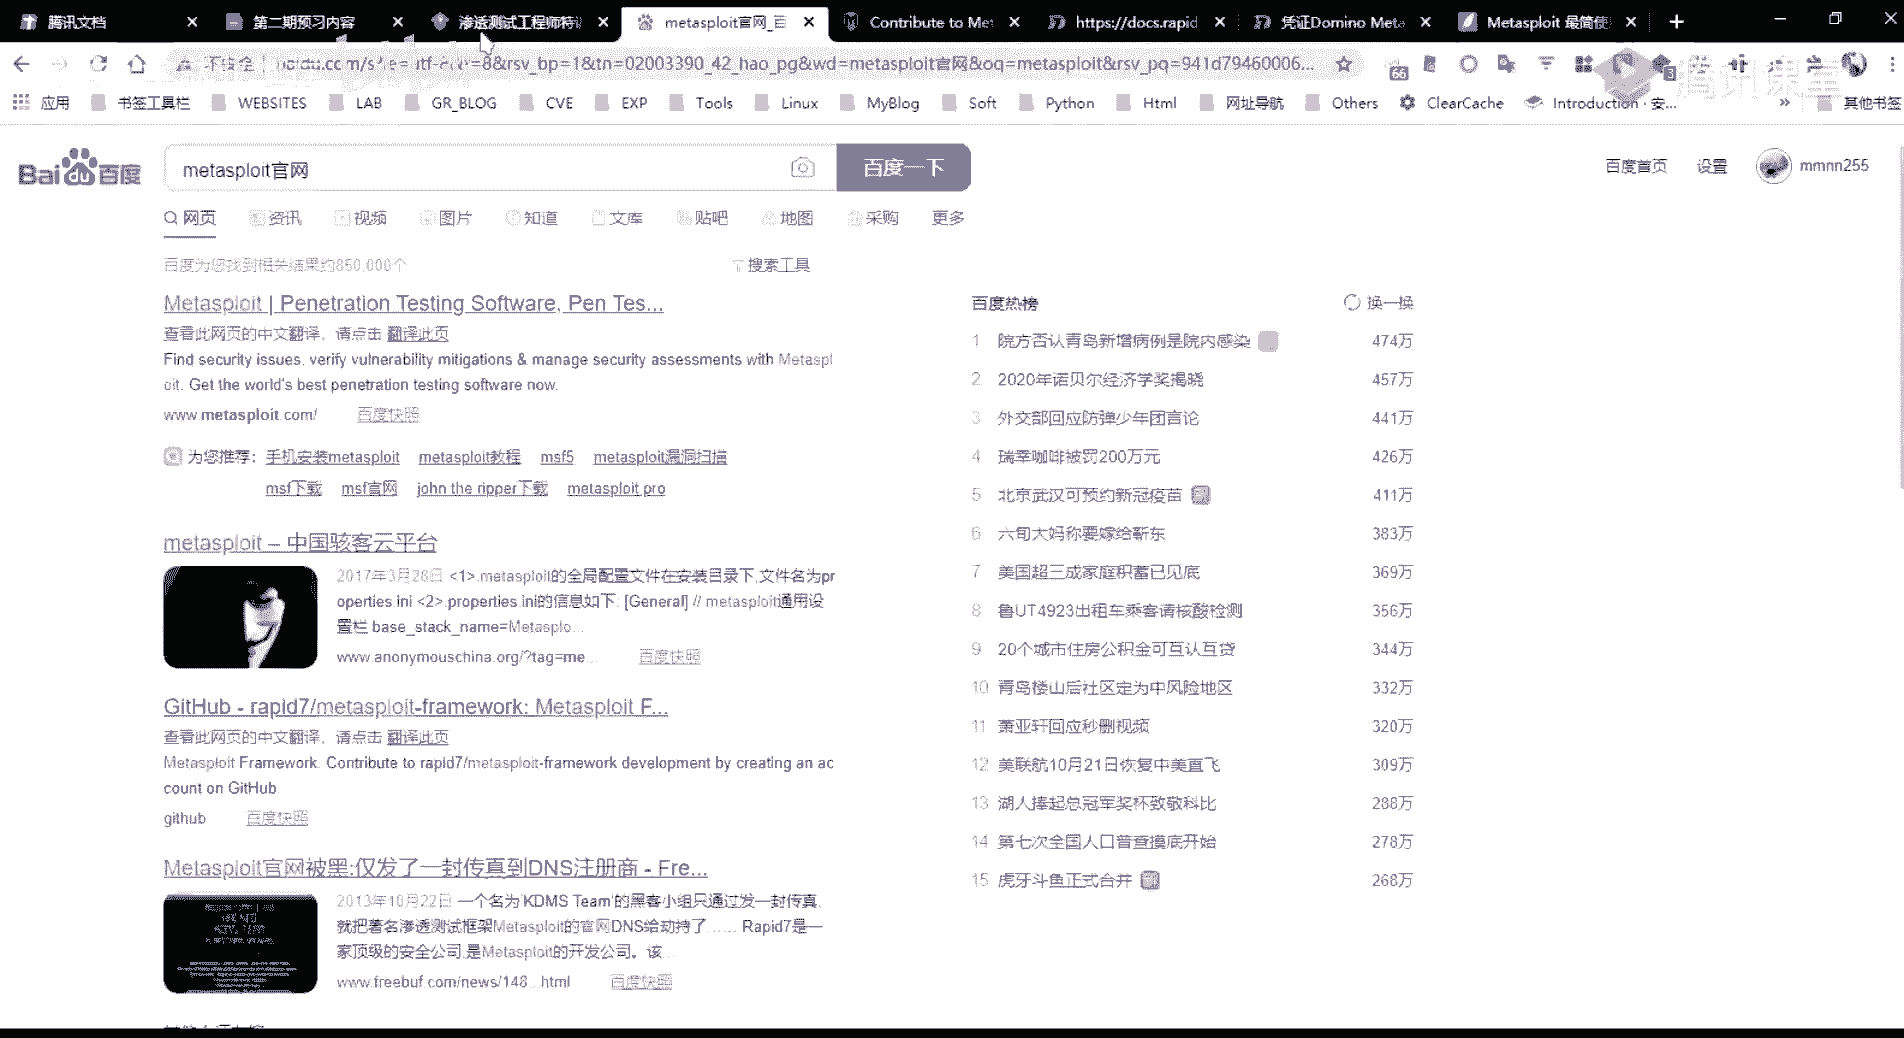 腾讯文档
第二期预习内容
渗透测试工程师特训
metasploit官网_百
Contribute to Met
https://docs.rapid
凭证Domino Meta
Metasploit 最简使
不安全
baidu.com/s?ie=utf-8&f=8&rsv_bp=1&tn=02003390_42_hao_pg&wd=metasploit官网&oq=metasploit&rsv_pq=941d79460006...
应用
书签工具栏
WEBSITES
LAB
GR_BLOG
CVE
EXP
Tools
Linux
MyBlog
Soft
Python
Html
网址导航
Others
ClearCache
Introduction · 安...
»
其他书签
腾讯课堂
Bai du 百度
metasploit官网
百度一下
百度首页
设置
mmnn255
网页
资讯
视频
图片
知道
文库
贴吧
地图
采购
更多
百度为您找到相关结果约850,000个
搜索工具
Metasploit | Penetration Testing Software, Pen Tes...
查看此网页的中文翻译，请点击 翻译此页
Find security issues, verify vulnerability mitigations & manage security assessments with Metaspl
oit. Get the world's best penetration testing software now.
www.metasploit.com/ 百度快照
为您推荐: 手机安装metasploit metasploit教程 msf5 metasploit漏洞扫描
msf下载 msf官网 john the ripper下载 metasploit pro
metasploit – 中国骇客云平台
2017年3月28日 <1>.metasploit的全局配置文件在安装目录下,文件名为pr
operties.ini <2>.properties.ini的信息如下: [General] // metasploit通用设
置栏 base_stack_name=Metasplo...
www.anonymouschina.org/?tag=me... 百度快照
GitHub - rapid7/metasploit-framework: Metasploit F...
查看此网页的中文翻译，请点击 翻译此页
Metasploit Framework. Contribute to rapid7/metasploit-framework development by creating an ac
count on GitHub.
github 百度快照
Metasploit官网被黑:仅发了一封传真到DNS注册商 - Fre...
2013年10月22日 一个名为'KDMS Team'的黑客小组只通过发一封传真,
就把著名渗透测试框架Metasploit的官网DNS给劫持了…… Rapid7是一
家顶级的安全公司,是Metasploit的开发公司。该...
www.freebuf.com/news/148...html 百度快照
百度热榜
换一换
1 院方否认青岛新增病例是院内感染 474万
2 2020年诺贝尔经济学奖揭晓 457万
3 外交部回应防弹少年团言论 441万
4 瑞幸咖啡被罚200万元 426万
5 北京武汉可预约新冠疫苗 411万
6 六旬大妈称要嫁给靳东 383万
7 美国超三成家庭积蓄已见底 369万
8 鲁UT4923出租车乘客请核酸检测 356万
9 20个城市住房公积金可互认互贷 344万
10 青岛楼山后社区定为中风险地区 332万
11 萧亚轩回应秒删视频 320万
12 美联航10月21日恢复中美直飞 309万
13 湖人捧起总冠军奖杯致敬科比 288万
14 第七次全国人口普查摸底开始 278万
15 虎牙斗鱼正式合并 268万